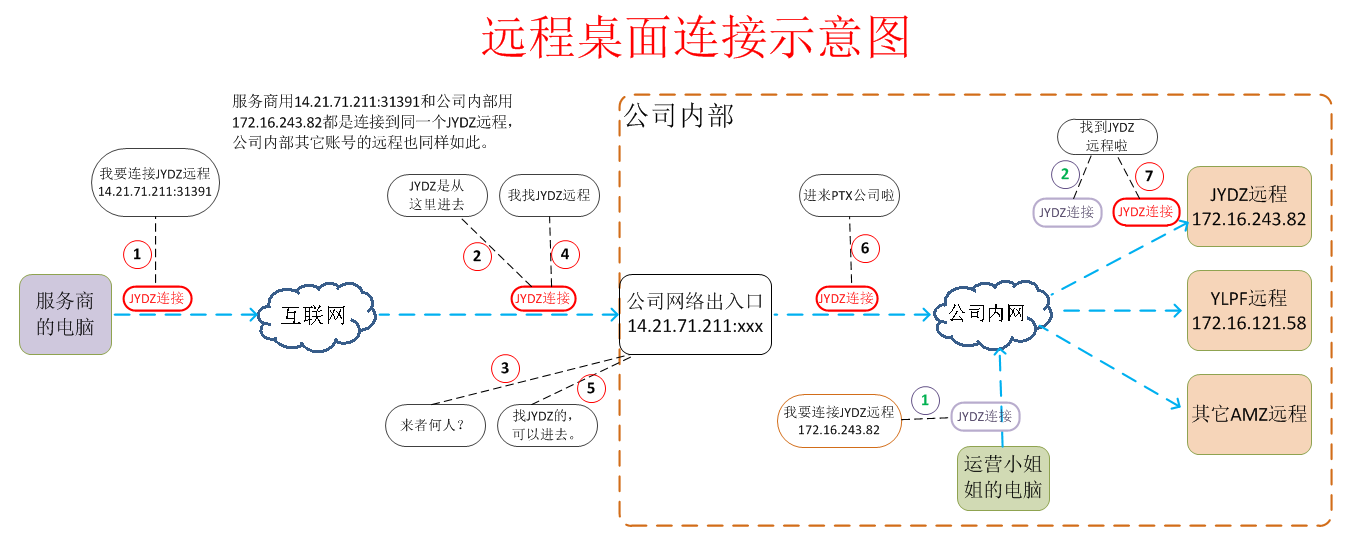 远程桌面连接示意图
服务商用14.21.71.211:31391和公司内部用
172.16.243.82都是连接到同一个JYDZ远程，
公司内部其它账号的远程也同样如此。
公司内部
我要连接JYDZ远程
14.21.71.211:31391
1
JYDZ连接
服务商
的电脑
互联网
JYDZ是从
这里进去
2
我找JYDZ远程
4
JYDZ连接
3
来者何人？
5
找JYDZ的，
可以进去。
公司网络出入口
14.21.71.211:xxx
进来PTX公司啦
6
JYDZ连接
公司内网
找到JYDZ
远程啦
2
7
JYDZ连接
JYDZ连接
JYDZ远程
172.16.243.82
YLPF远程
172.16.121.58
其它AMZ远程
我要连接JYDZ远程
172.16.243.82
1
JYDZ连接
运营小姐
姐的电脑